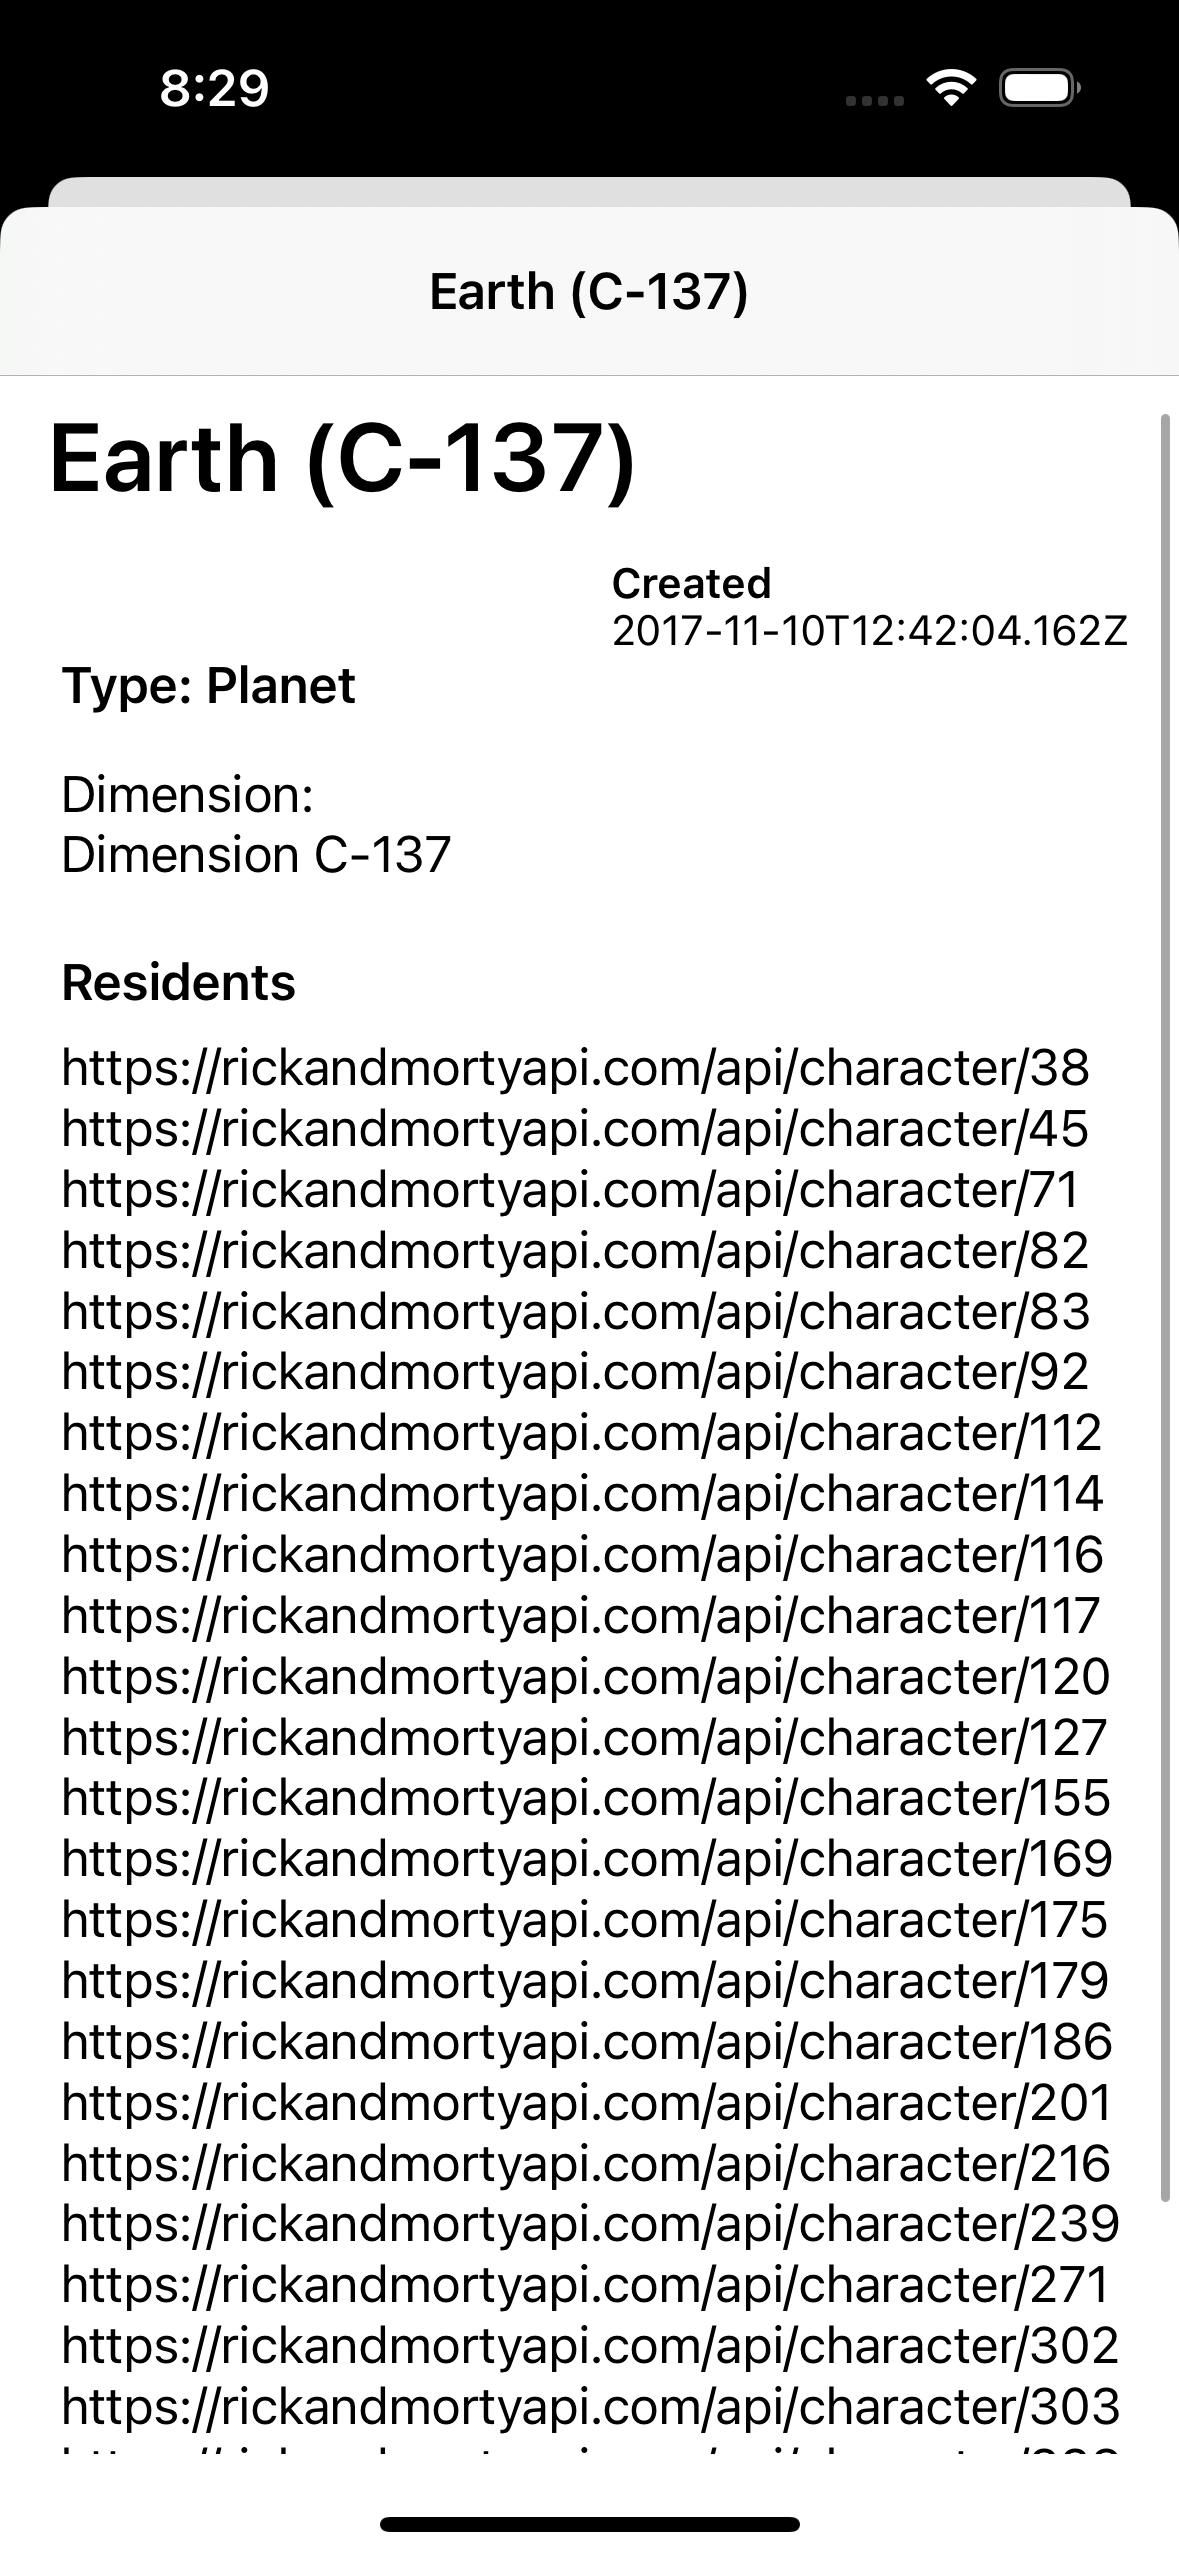 8:29
Earth (C-137)
Earth (C-137)
Created
2017-11-10T12:42:04.162Z
Type: Planet
Dimension:
Dimension C-137
Residents
https://rickandmortyapi.com/api/character/38
https://rickandmortyapi.com/api/character/45
https://rickandmortyapi.com/api/character/71
https://rickandmortyapi.com/api/character/82
https://rickandmortyapi.com/api/character/83
https://rickandmortyapi.com/api/character/92
https://rickandmortyapi.com/api/character/112
https://rickandmortyapi.com/api/character/114
https://rickandmortyapi.com/api/character/116
https://rickandmortyapi.com/api/character/117
https://rickandmortyapi.com/api/character/120
https://rickandmortyapi.com/api/character/127
https://rickandmortyapi.com/api/character/155
https://rickandmortyapi.com/api/character/169
https://rickandmortyapi.com/api/character/175
https://rickandmortyapi.com/api/character/179
https://rickandmortyapi.com/api/character/186
https://rickandmortyapi.com/api/character/201
https://rickandmortyapi.com/api/character/216
https://rickandmortyapi.com/api/character/239
https://rickandmortyapi.com/api/character/271
https://rickandmortyapi.com/api/character/302
https://rickandmortyapi.com/api/character/303